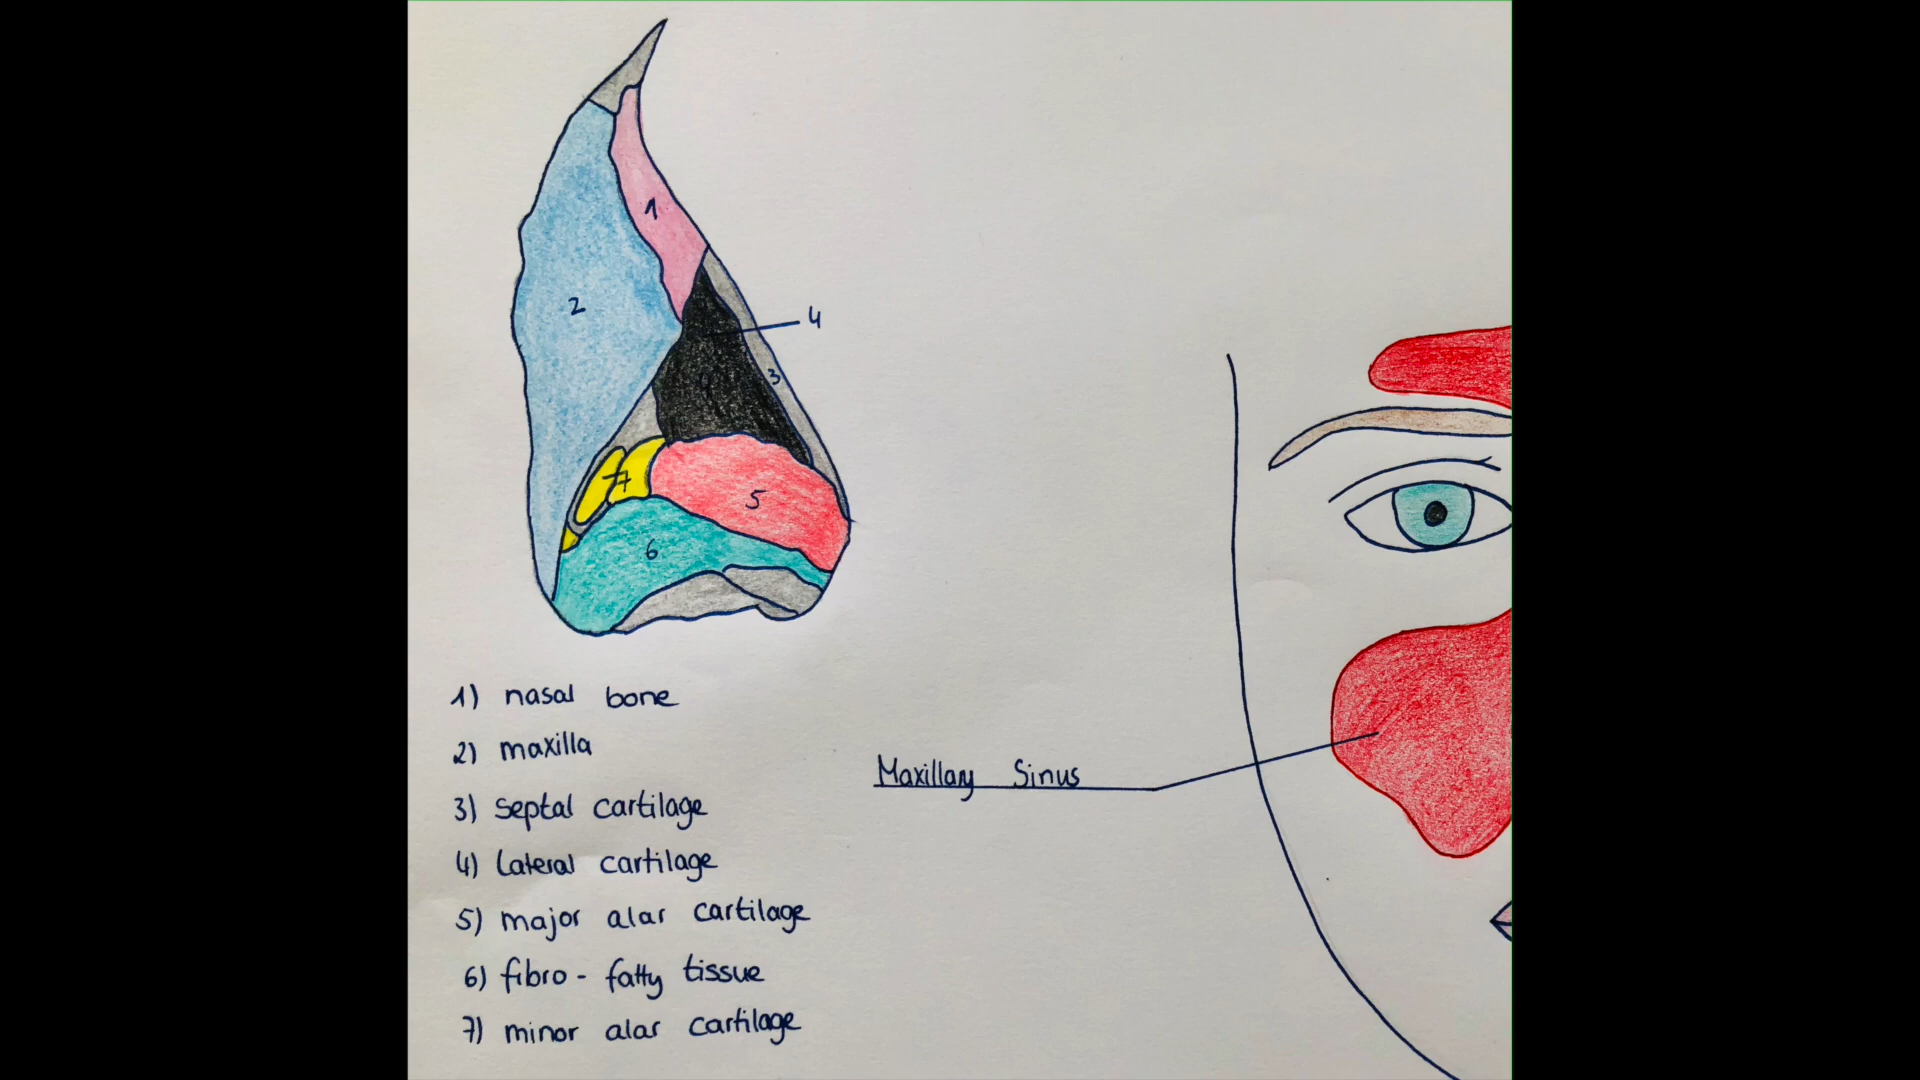 1
2
4
3
7
5
6
1) nasal bone
2) maxilla
3) septal cartilage
4) lateral cartilage
5) major alar cartilage
6) fibro - fatty tissue
7) minor alar cartilage
Maxillary Sinus